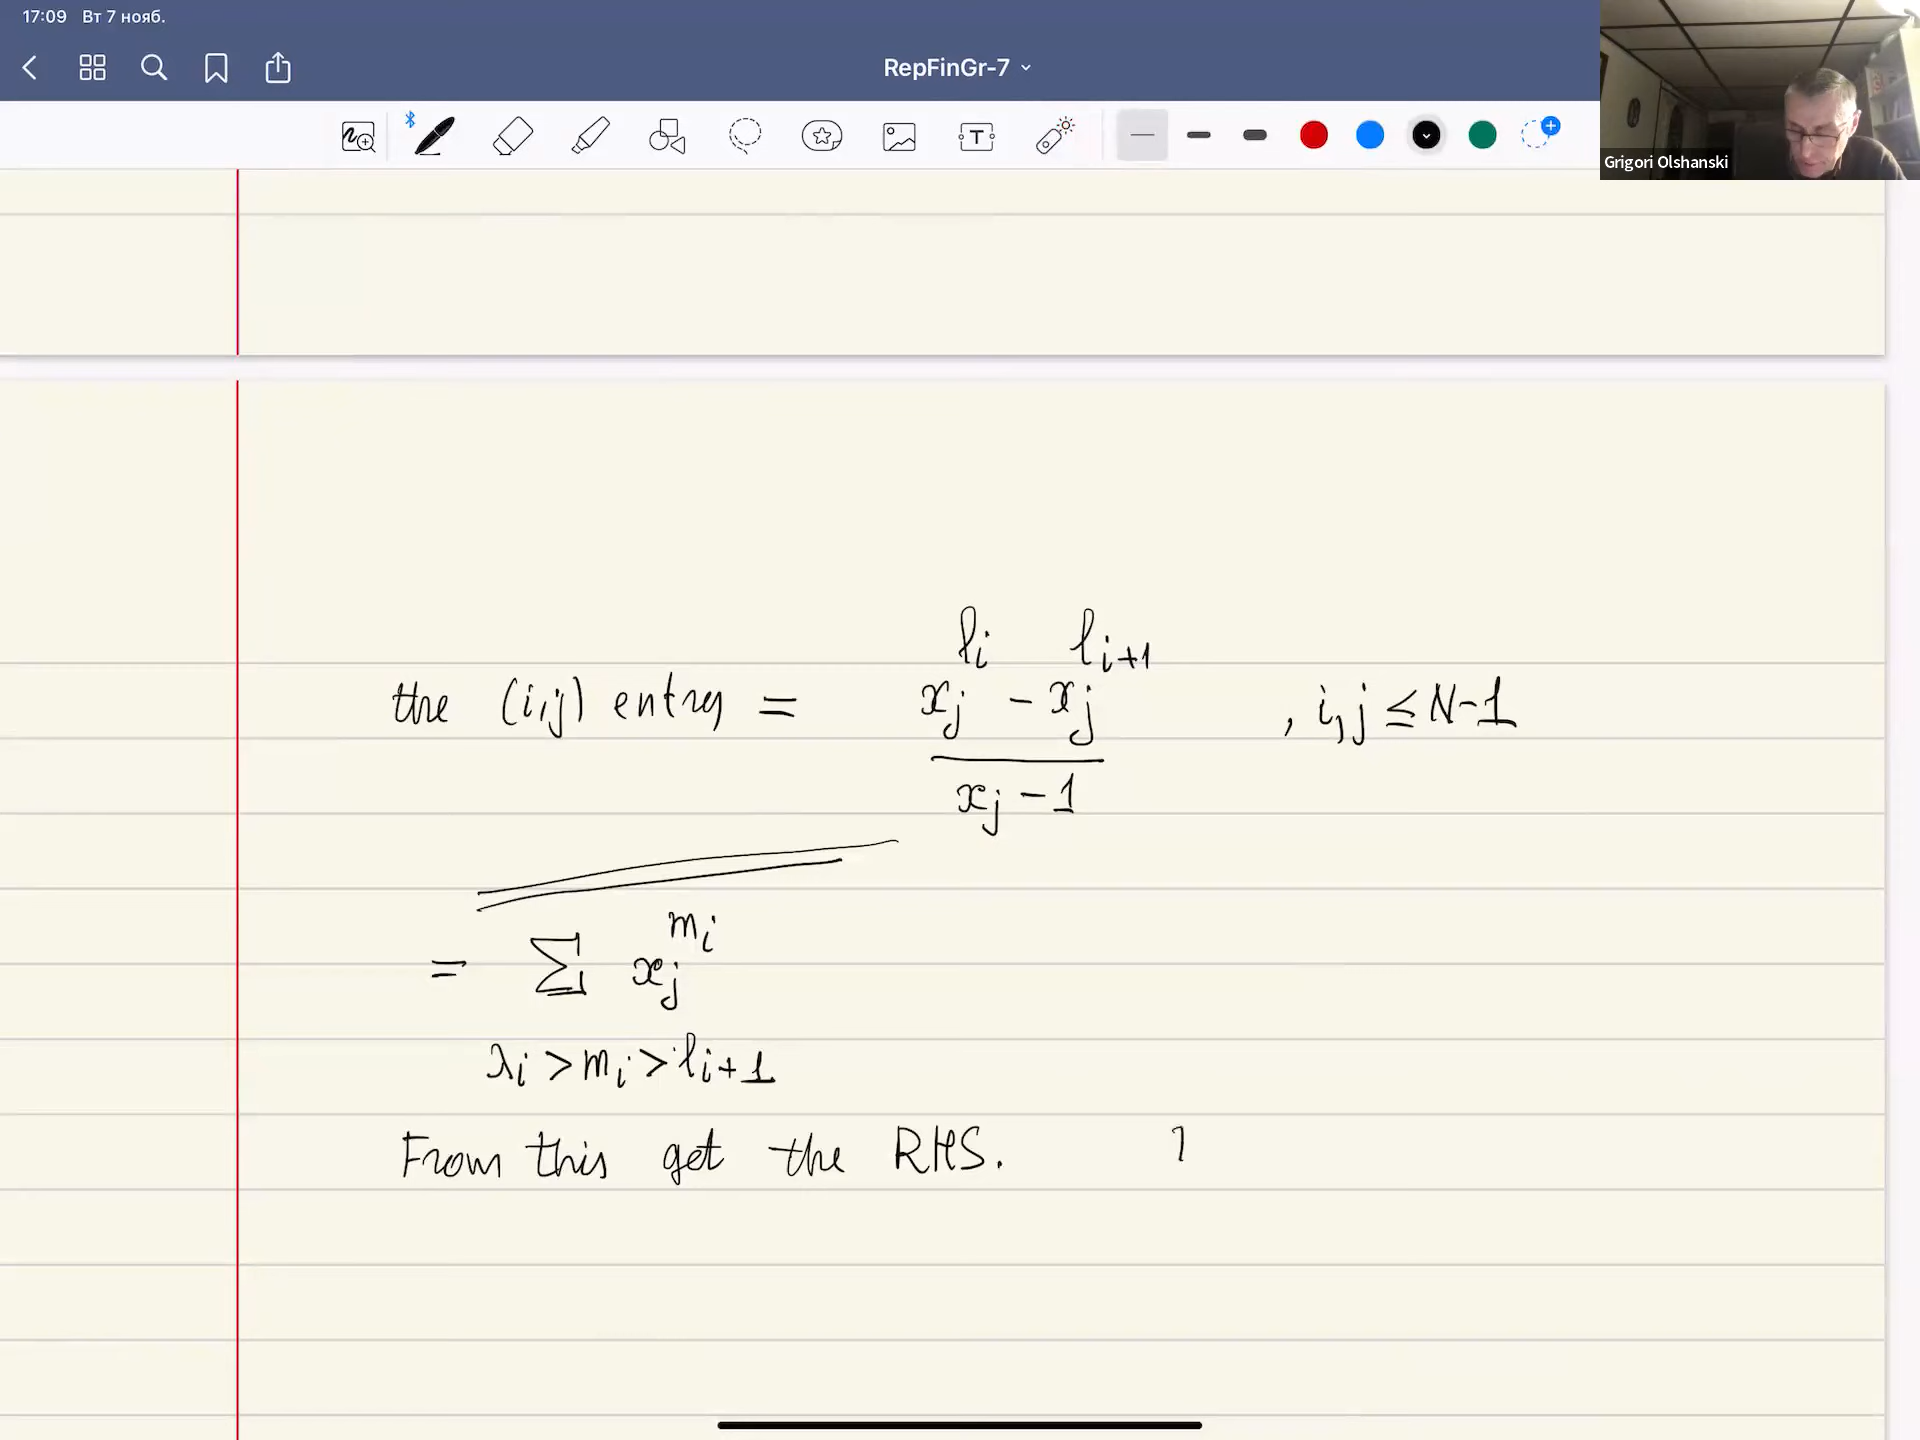 17:09 Вт 7 нояб.
RepFinGr-7
T
Grigori Olshanski
the (i,j) entry = \frac{x_j^{l_i} - x_j^{l_{i+1}}}{x_j - 1} , i,j ≤ N-1
= ∑ x_j^{m_i}
λ_i > m_i > l_{i+1}
From this get the RHS.